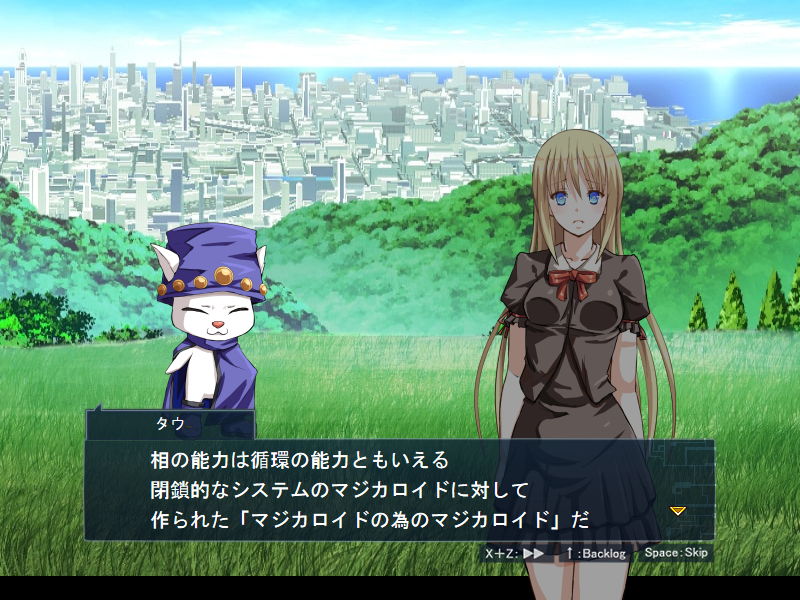 タウ
相の能力は循環の能力ともいえる
閉鎖的なシステムのマジカロイドに対して
作られた「マジカロイドの為のマジカロイド」だ
X+Z:▶▶ ↑:Backlog Space:Skip